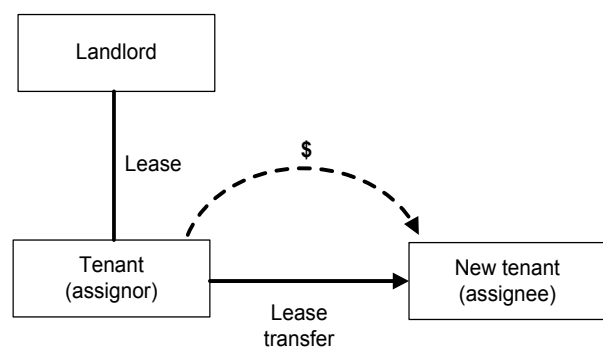 Landlord
Lease
$
Tenant
(assignor)
New tenant
(assignee)
Lease
transfer